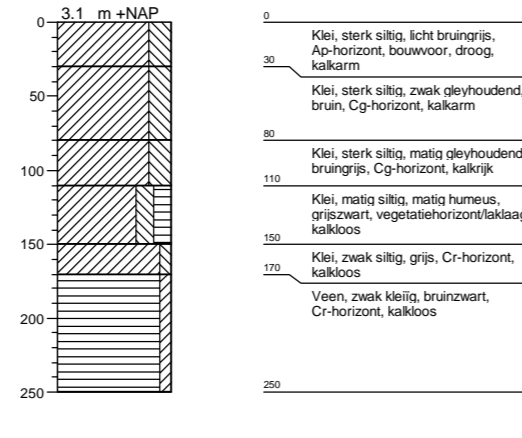 3.1 m +NAP
0
50
100
150
200
250
0
Klei, sterk siltig, licht bruingrijs,
Ap-horizont, bouwvoor, droog,
kalkarm
30
Klei, sterk siltig, zwak gleyhoudend,
bruin, Cg-horizont, kalkarm
80
Klei, sterk siltig, matig gleyhoudend
bruingrijs, Cg-horizont, kalkrijk
110
Klei, matig siltig, matig humeus,
grijszwart, vegetatiehorizont/laklaag
kalkloos
150
Klei, zwak siltig, grijs, Cr-horizont,
kalkloos
170
Veen, zwak kleiïg, bruinzwart,
Cr-horizont, kalkloos
250